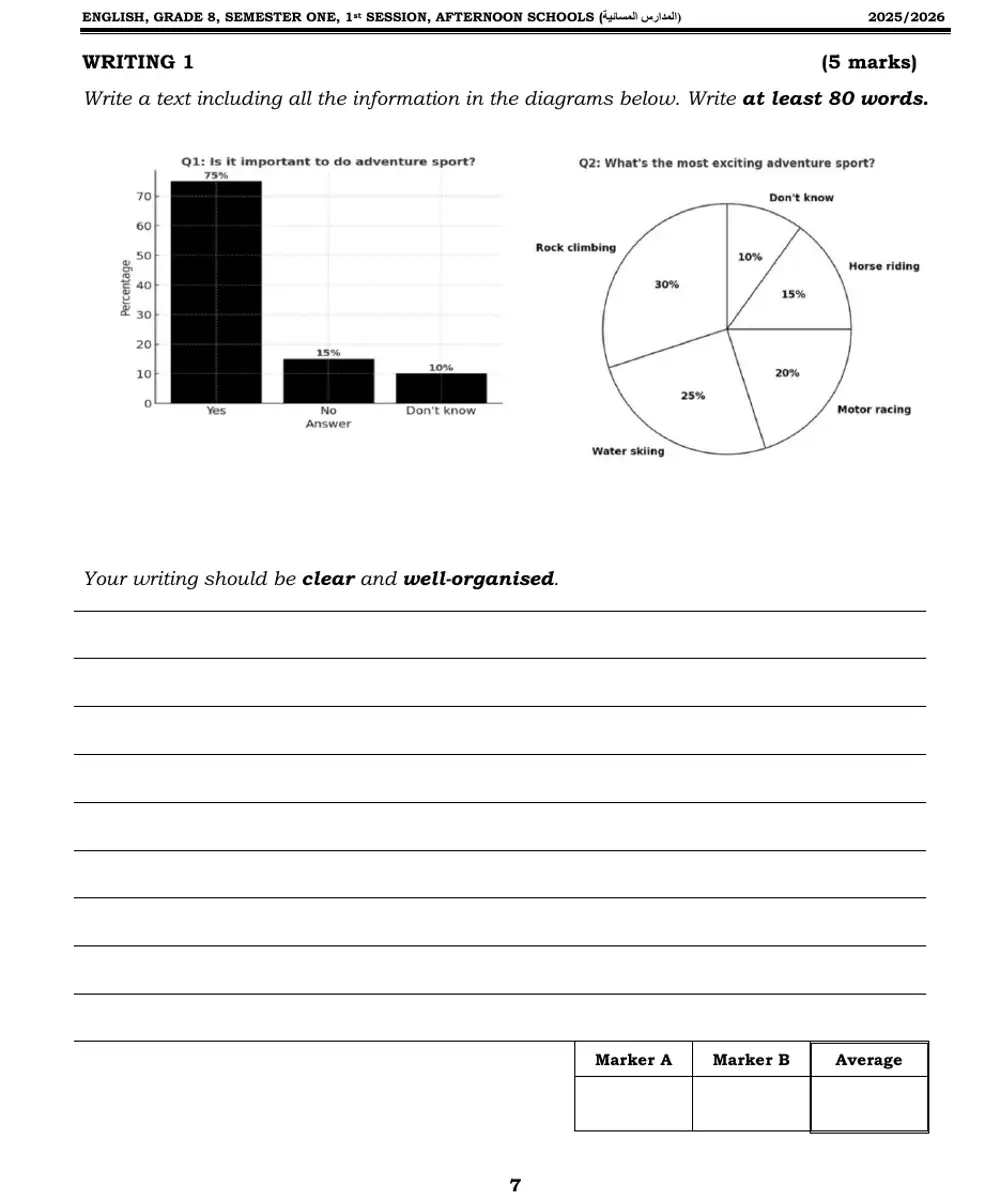 ENGLISH, GRADE 8, SEMESTER ONE, 1st SESSION, AFTERNOON SCHOOLS (المدارس المسائية) 2025/2026
WRITING 1 (5 marks)
Write a text including all the information in the diagrams below. Write at least 80 words.
Q1: Is it important to do adventure sport?
75%
70
60
50
40
30
20
10
0
Percentage
15%
10%
Yes No Don't know
Answer
Q2: What's the most exciting adventure sport?
Don't know
10%
Horse riding
15%
Rock climbing
30%
20%
Motor racing
25%
Water skiing
Your writing should be clear and well-organised.
Marker A Marker B Average
7